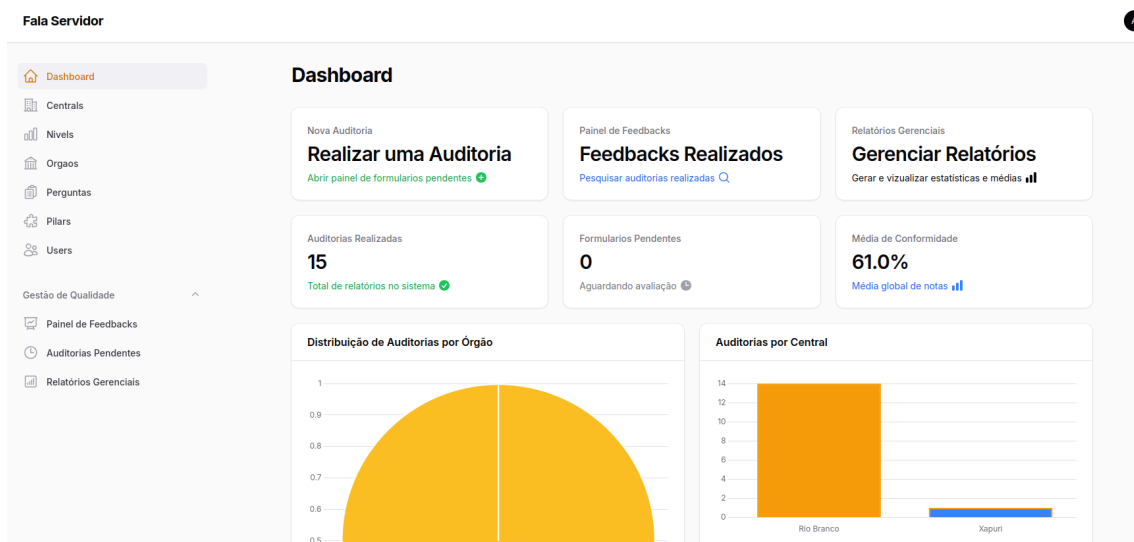 Fala Servidor
Dashboard
Centrals
Nivels
Orgaos
Perguntas
Pilars
Users
Gestão de Qualidade
Painel de Feedbacks
Auditorias Pendentes
Relatórios Gerenciais
Dashboard
Nova Auditoria
Realizar uma Auditoria
Abrir painel de formularios pendentes
Painel de Feedbacks
Feedbacks Realizados
Pesquisar auditorias realizadas
Relatórios Gerenciais
Gerenciar Relatórios
Gerar e vizualizar estatísticas e médias
Auditorias Realizadas
15
Total de relatórios no sistema
Formularios Pendentes
0
Aguardando avaliação
Média de Conformidade
61.0%
Média global de notas
Distribuição de Auditorias por Órgão
1
0.9
0.8
0.7
0.6
0.5
Auditorias por Central
14
12
10
8
6
4
2
0
Rio Branco
Xapuri